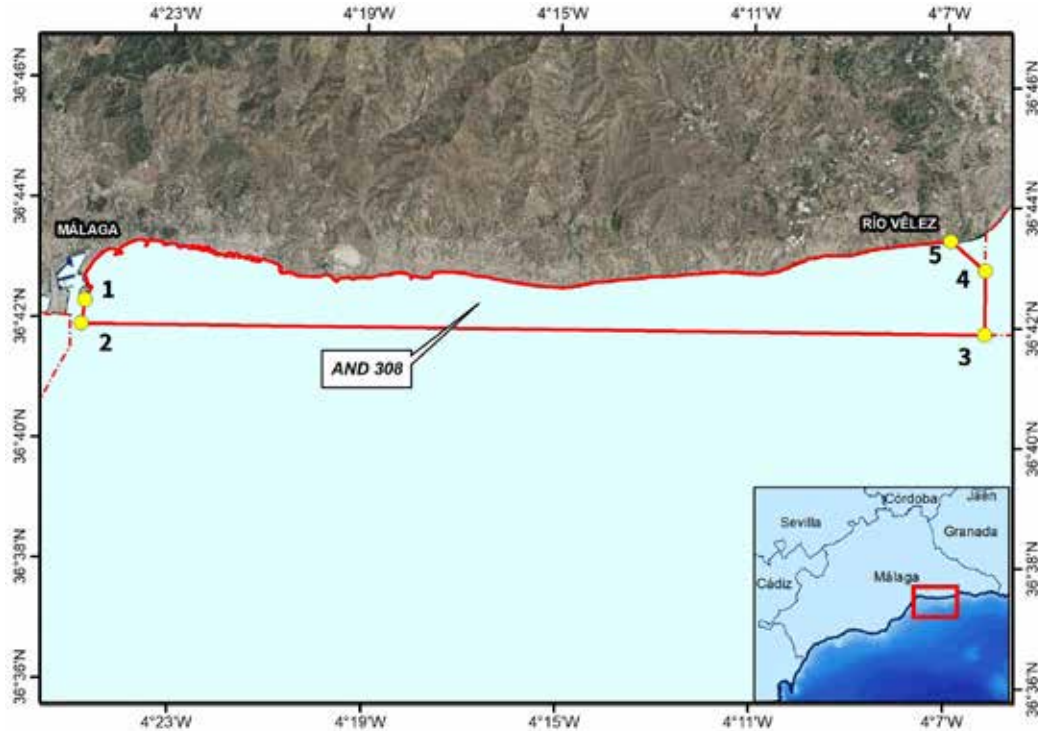 4°23'W 4°19'W 4°15'W 4°11'W 4°7'W
36°46'N 36°46'N
36°44'N 36°44'N
MÁLAGA RÍO VÉLEZ
5
4
1
36°42'N 36°42'N
2 3
AND 308
36°40'N 36°40'N
Córdoba Jaén
Sevilla Granada
36°38'N 36°38'N
Málaga
Cádiz
36°36'N 36°36'N
4°23'W 4°19'W 4°15'W 4°11'W 4°7'W